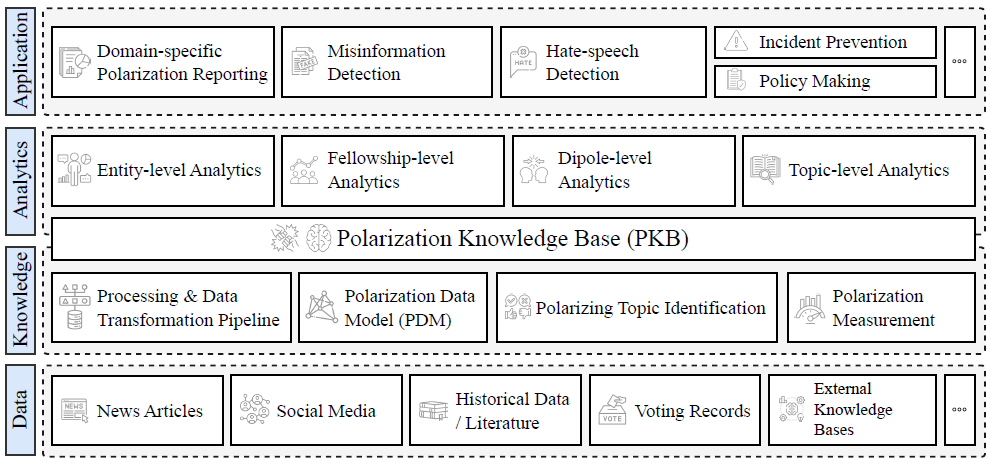 Application
Domain-specific
Polarization Reporting
FAKE
Misinformation
Detection
HATE
Hate-speech
Detection
Incident Prevention
Policy Making
...
Analytics
Entity-level Analytics
Fellowship-level
Analytics
Dipole-level
Analytics
Topic-level Analytics
Polarization Knowledge Base (PKB)
Knowledge
Processing & Data
Transformation Pipeline
Polarization Data
Model (PDM)
Polarizing Topic Identification
Polarization
Measurement
Data
NEWS
News Articles
Social Media
Historical Data
/ Literature
VOTE
Voting Records
External
Knowledge
Bases
...